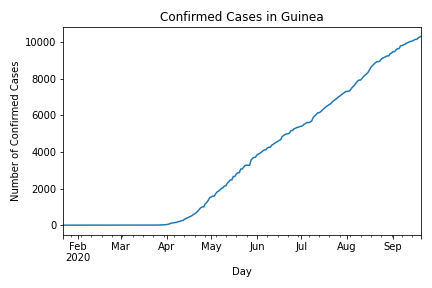 Confirmed Cases in Guinea
Number of Confirmed Cases
10000
8000
6000
4000
2000
0
Feb Mar Apr May Jun Jul Aug Sep
2020
Day